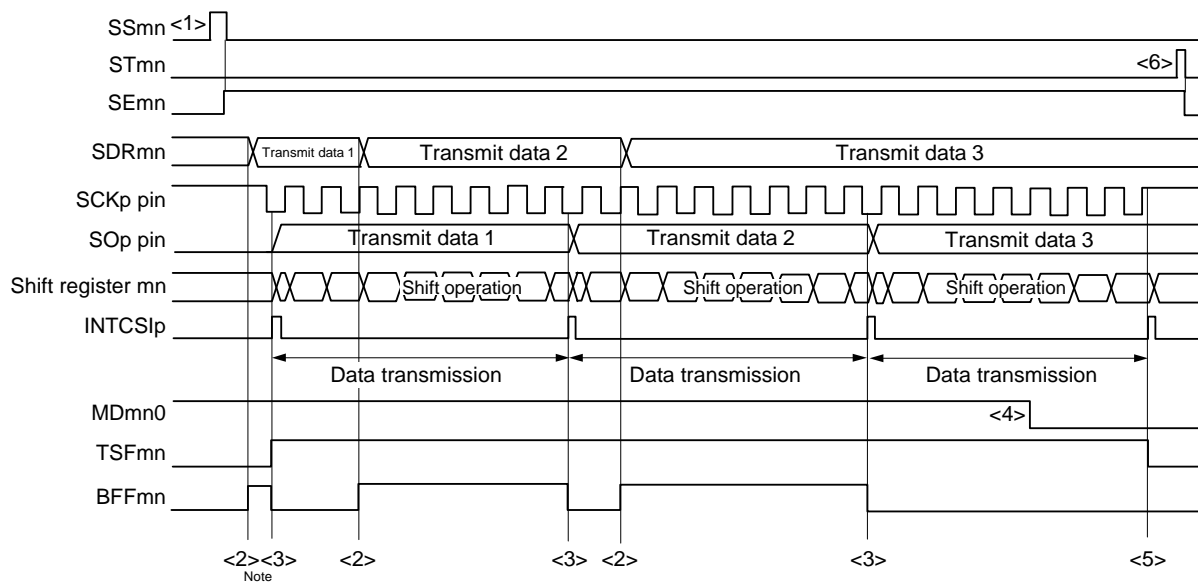 SSmn <1>
STmn <6>
SEmn
SDRmn Transmit data 1 Transmit data 2 Transmit data 3
SCKp pin
SOp pin Transmit data 1 Transmit data 2 Transmit data 3
Shift register mn Shift operation Shift operation Shift operation
INTCSIp
Data transmission Data transmission Data transmission
MDmn0 <4>
TSFmn
BFFmn
<2> <3> <2> <3> <2> <3> <5>
Note